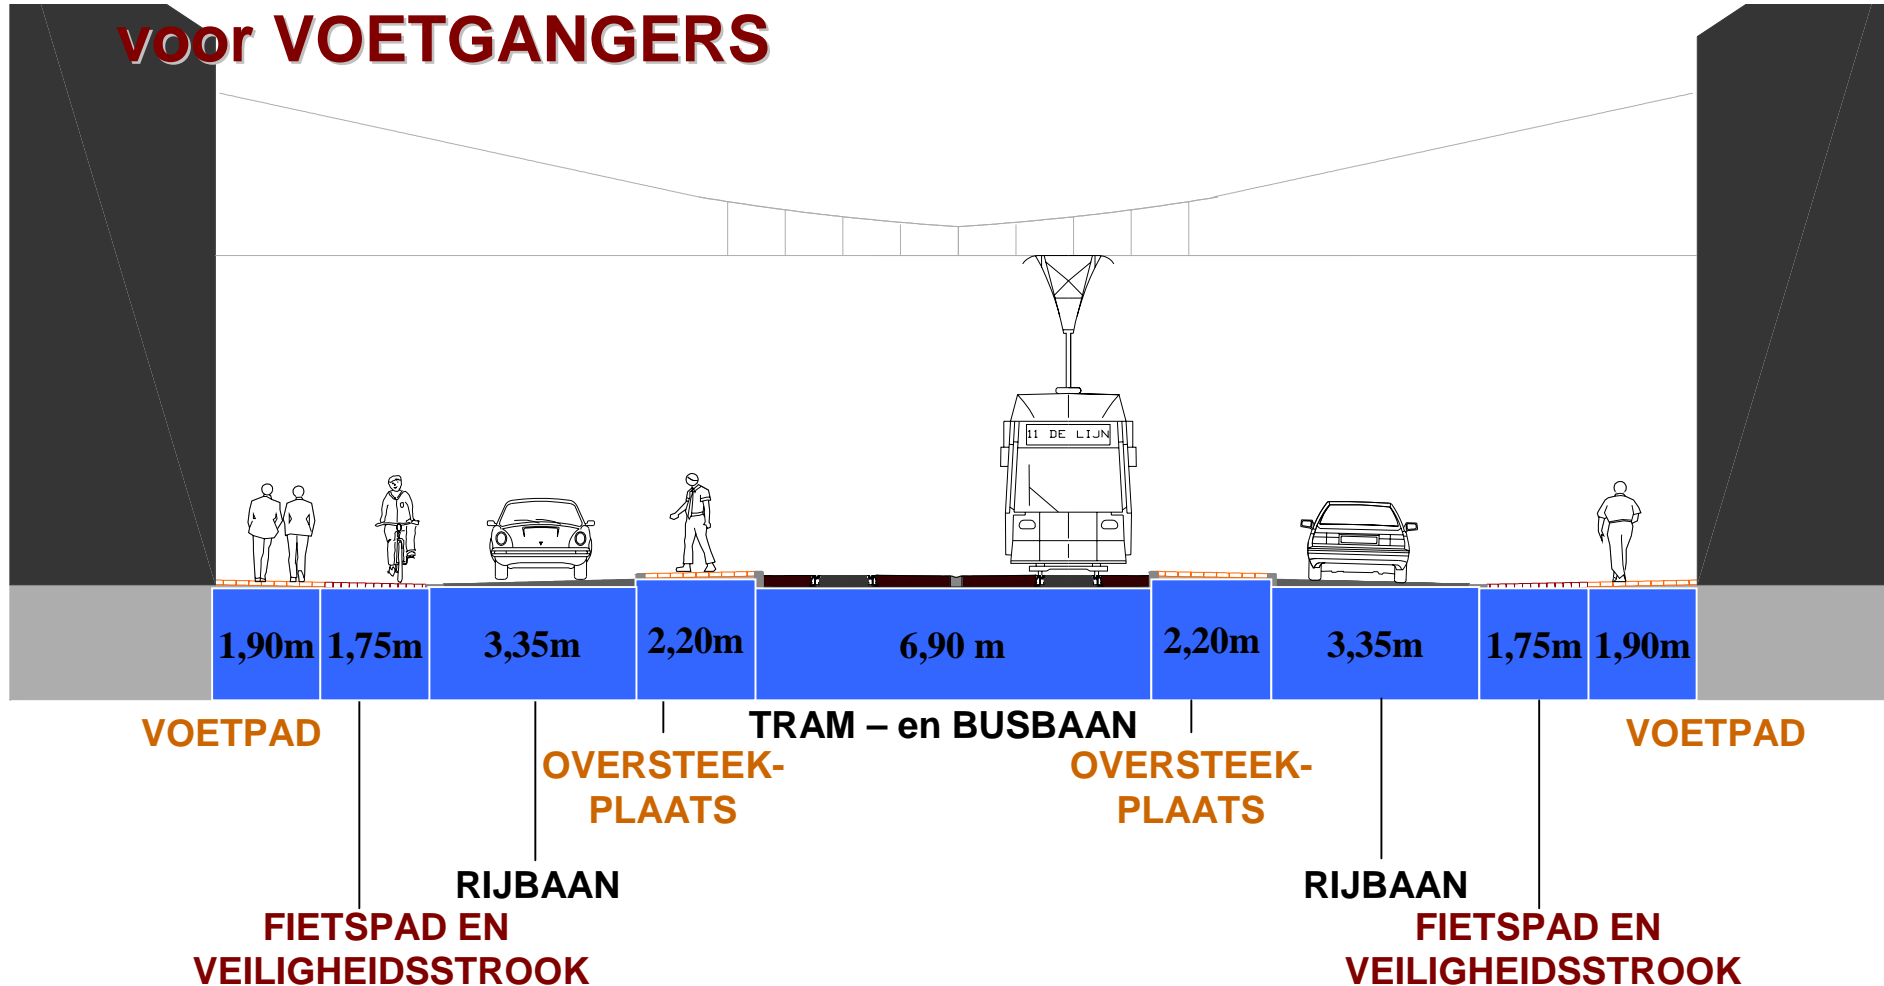 voor VOETGANGERS
11 DE LIJN
1,90m 1,75m 3,35m 2,20m 6,90 m 2,20m 3,35m 1,75m 1,90m
VOETPAD
TRAM – en BUSBAAN
VOETPAD
OVERSTEEK-
PLAATS
OVERSTEEK-
PLAATS
RIJBAAN
RIJBAAN
FIETSPAD EN
VEILIGHEIDSSTROOK
FIETSPAD EN
VEILIGHEIDSSTROOK